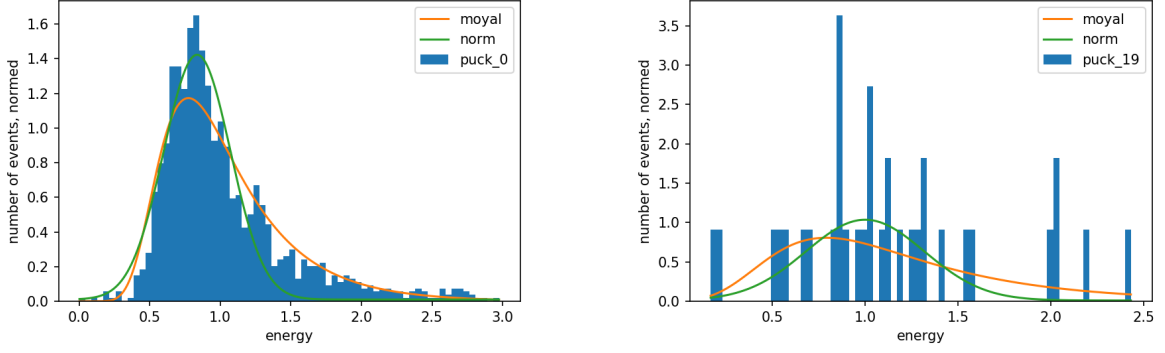 moyal
norm
puck_0
number of events, normed
1.6
1.4
1.2
1.0
0.8
0.6
0.4
0.2
0.0
0.0 0.5 1.0 1.5 2.0 2.5 3.0
energy
moyal
norm
puck_19
number of events, normed
3.5
3.0
2.5
2.0
1.5
1.0
0.5
0.0
0.5 1.0 1.5 2.0 2.5
energy